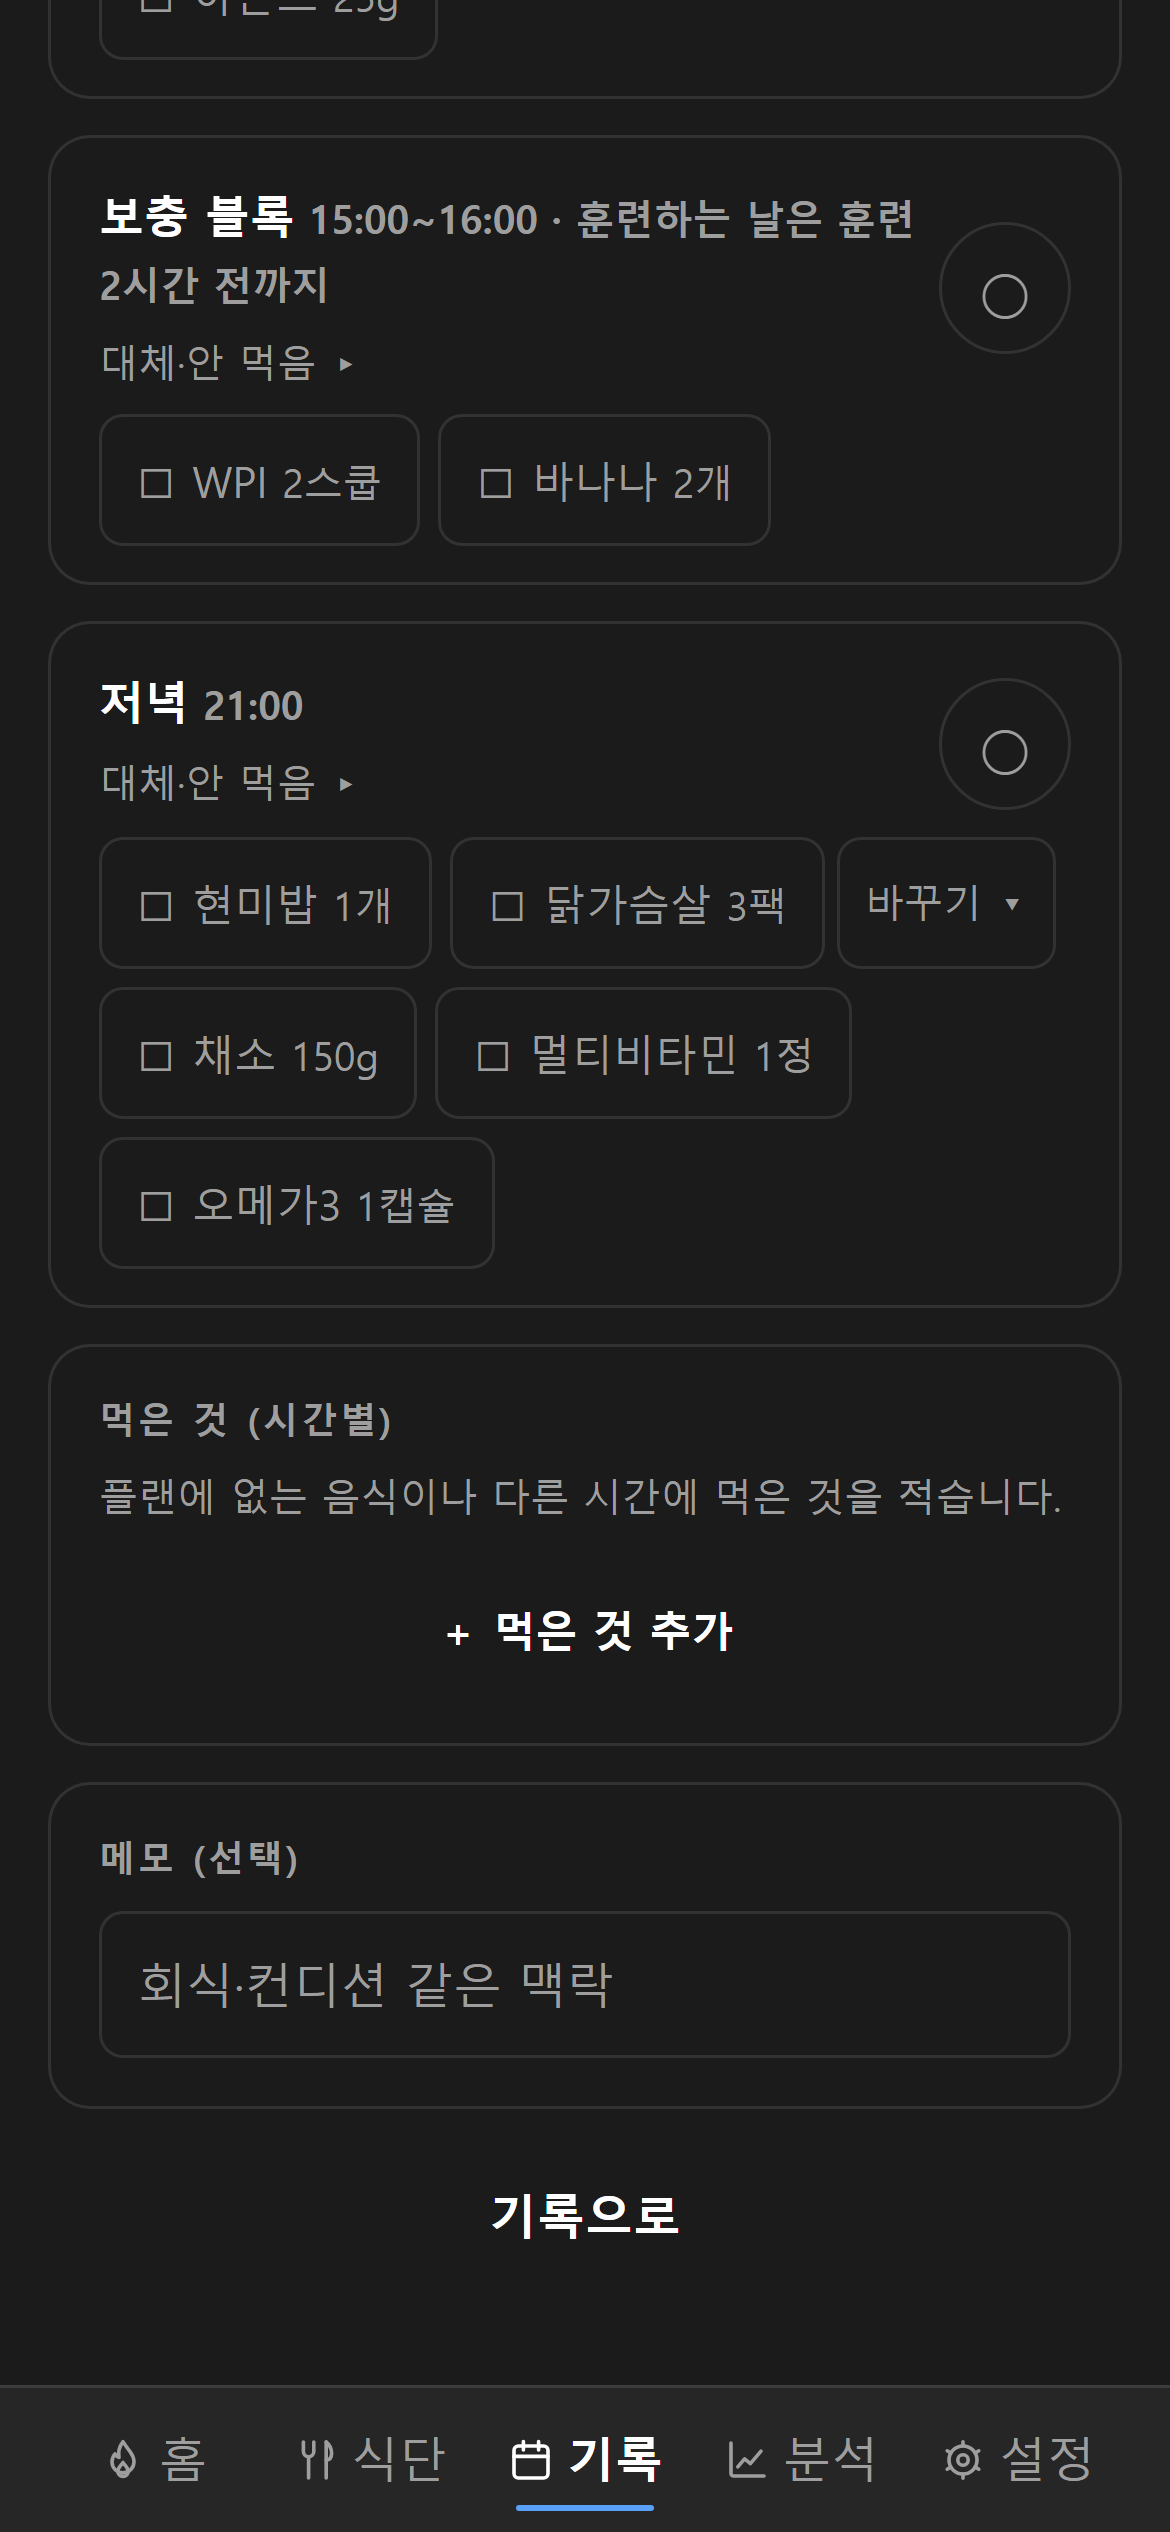 25g
보충 블록 15:00~16:00 · 훈련하는 날은 훈련
2시간 전까지
대체·안 먹음 ▸
☐ WPI 2스쿱 ☐ 바나나 2개
저녁 21:00
대체·안 먹음 ▸
☐ 현미밥 1개 ☐ 닭가슴살 3팩 바꾸기 ▾
☐ 채소 150g ☐ 멀티비타민 1정
☐ 오메가3 1캡슐
먹은 것 (시간별)
플랜에 없는 음식이나 다른 시간에 먹은 것을 적습니다.
+ 먹은 것 추가
메모 (선택)
회식·컨디션 같은 맥락
기록으로
홈 식단 기록 분석 설정